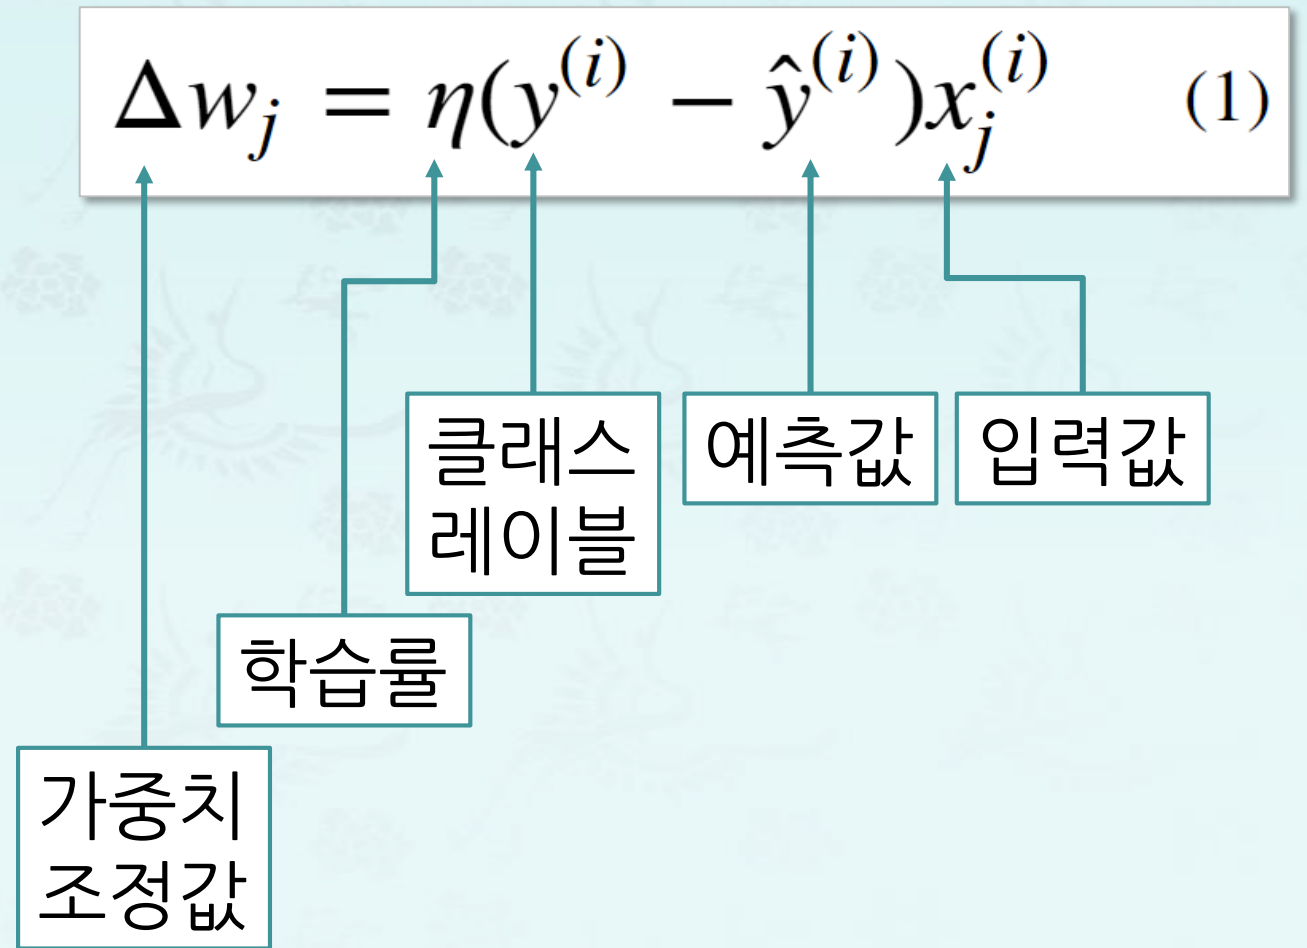 Δw_j = η(y^(i) − ŷ^(i))x_j^(i) (1)
클래스
레이블
예측값
입력값
학습률
가중치
조정값